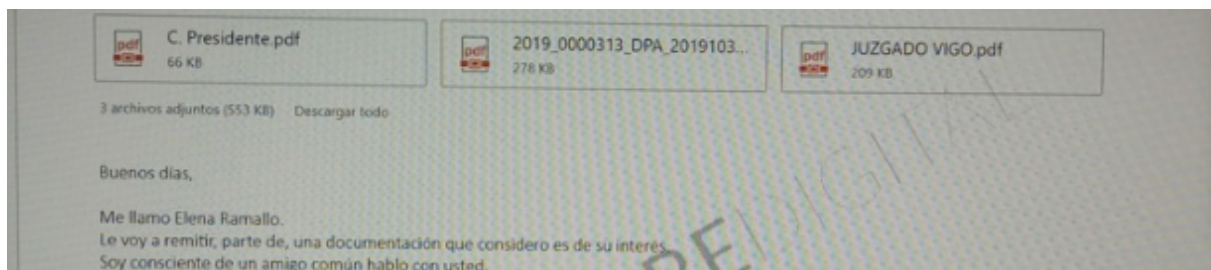 C. Presidente.pdf
66 KB
2019_0000313_DPA_2019103...
278 KB
JUZGADO VIGO.pdf
209 KB
3 archivos adjuntos (553 KB) Descargar todo
Buenos días,
Me llamo Elena Ramallo.
Le voy a remitir, parte de, una documentación que considero es de su interés.
Soy consciente de un amigo común hablo con usted.